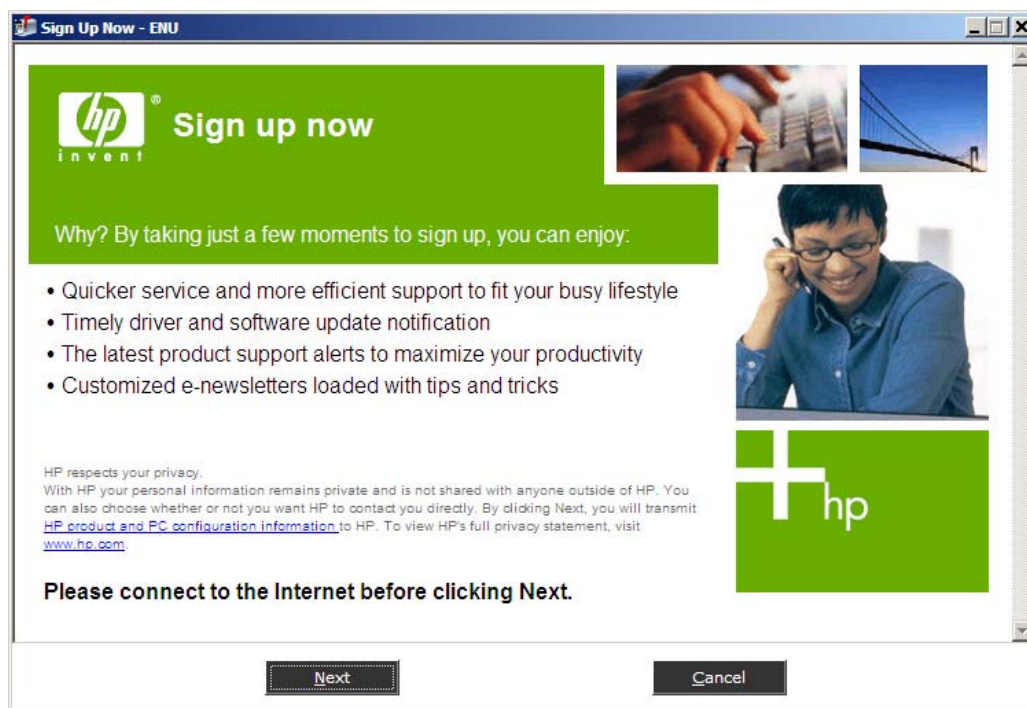 Sign Up Now - ENU
hp ®
invent
Sign up now
Why? By taking just a few moments to sign up, you can enjoy:
• Quicker service and more efficient support to fit your busy lifestyle
• Timely driver and software update notification
• The latest product support alerts to maximize your productivity
• Customized e-newsletters loaded with tips and tricks
HP respects your privacy.
With HP your personal information remains private and is not shared with anyone outside of HP. You
can also choose whether or not you want HP to contact you directly. By clicking Next, you will transmit
HP product and PC configuration information to HP. To view HP's full privacy statement, visit
www.hp.com.
hp
Please connect to the Internet before clicking Next.
Next
Cancel